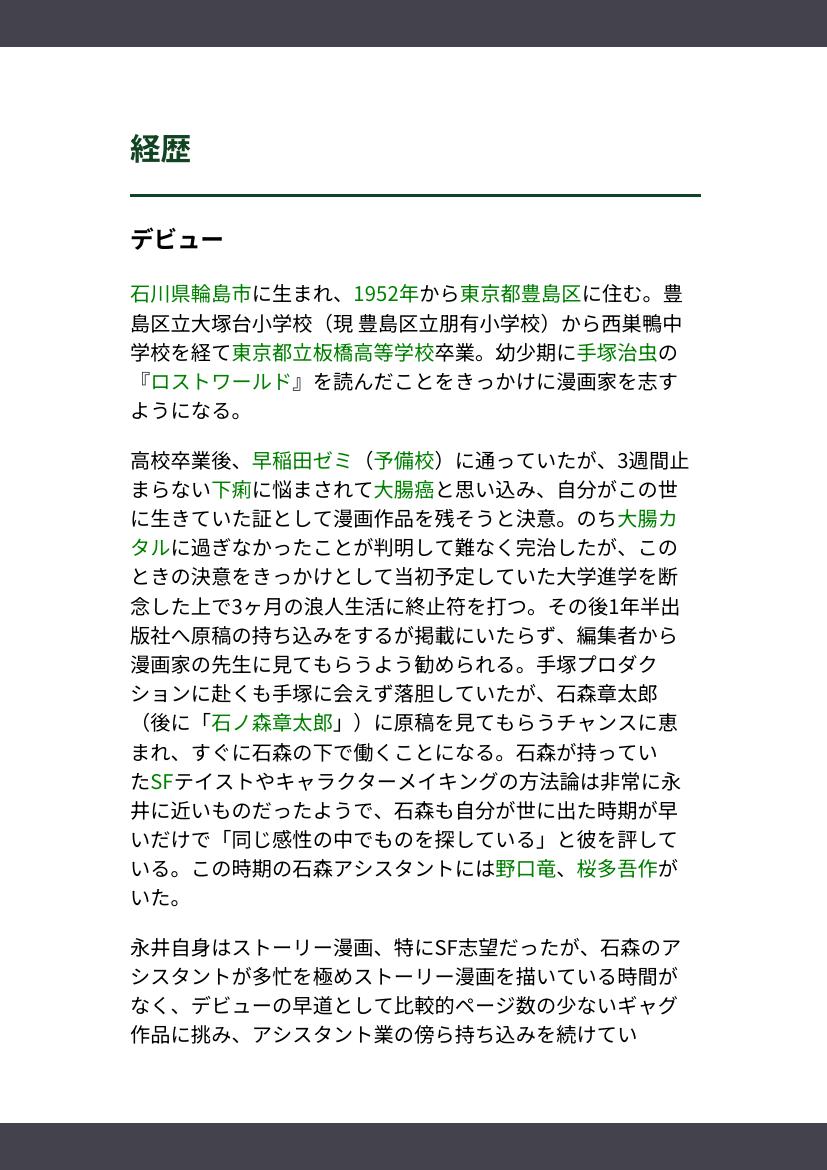 経歴
デビュー
石川県輪島市に生まれ、1952年から東京都豊島区に住む。豊
島区立大塚台小学校（現 豊島区立朋有小学校）から西巣鴨中
学校を経て東京都立板橋高等学校卒業。幼少期に手塚治虫の
『ロストワールド』を読んだことをきっかけに漫画家を志す
ようになる。
高校卒業後、早稲田ゼミ（予備校）に通っていたが、3週間止
まらない下痢に悩まされて大腸癌と思い込み、自分がこの世
に生きていた証として漫画作品を残そうと決意。のち大腸カ
タルに過ぎなかったことが判明して難なく完治したが、この
ときの決意をきっかけとして当初予定していた大学進学を断
念した上で3ヶ月の浪人生活に終止符を打つ。その後1年半出
版社へ原稿の持ち込みをするが掲載にいたらず、編集者から
漫画家の先生に見てもらうよう勧められる。手塚プロダク
ションに赴くも手塚に会えず落胆していたが、石森章太郎
（後に「石ノ森章太郎」）に原稿を見てもらうチャンスに恵
まれ、すぐに石森の下で働くことになる。石森が持ってい
たSFテイストやキャラクターメイキングの方法論は非常に永
井に近いものだったようで、石森も自分が世に出た時期が早
いだけで「同じ感性の中でものを探している」と彼を評して
いる。この時期の石森アシスタントには野口竜、桜多吾作が
いた。
永井自身はストーリー漫画、特にSF志望だったが、石森のア
シスタントが多忙を極めストーリー漫画を描いている時間が
なく、デビューの早道として比較的ページ数の少ないギャグ
作品に挑み、アシスタント業の傍ら持ち込みを続けてい